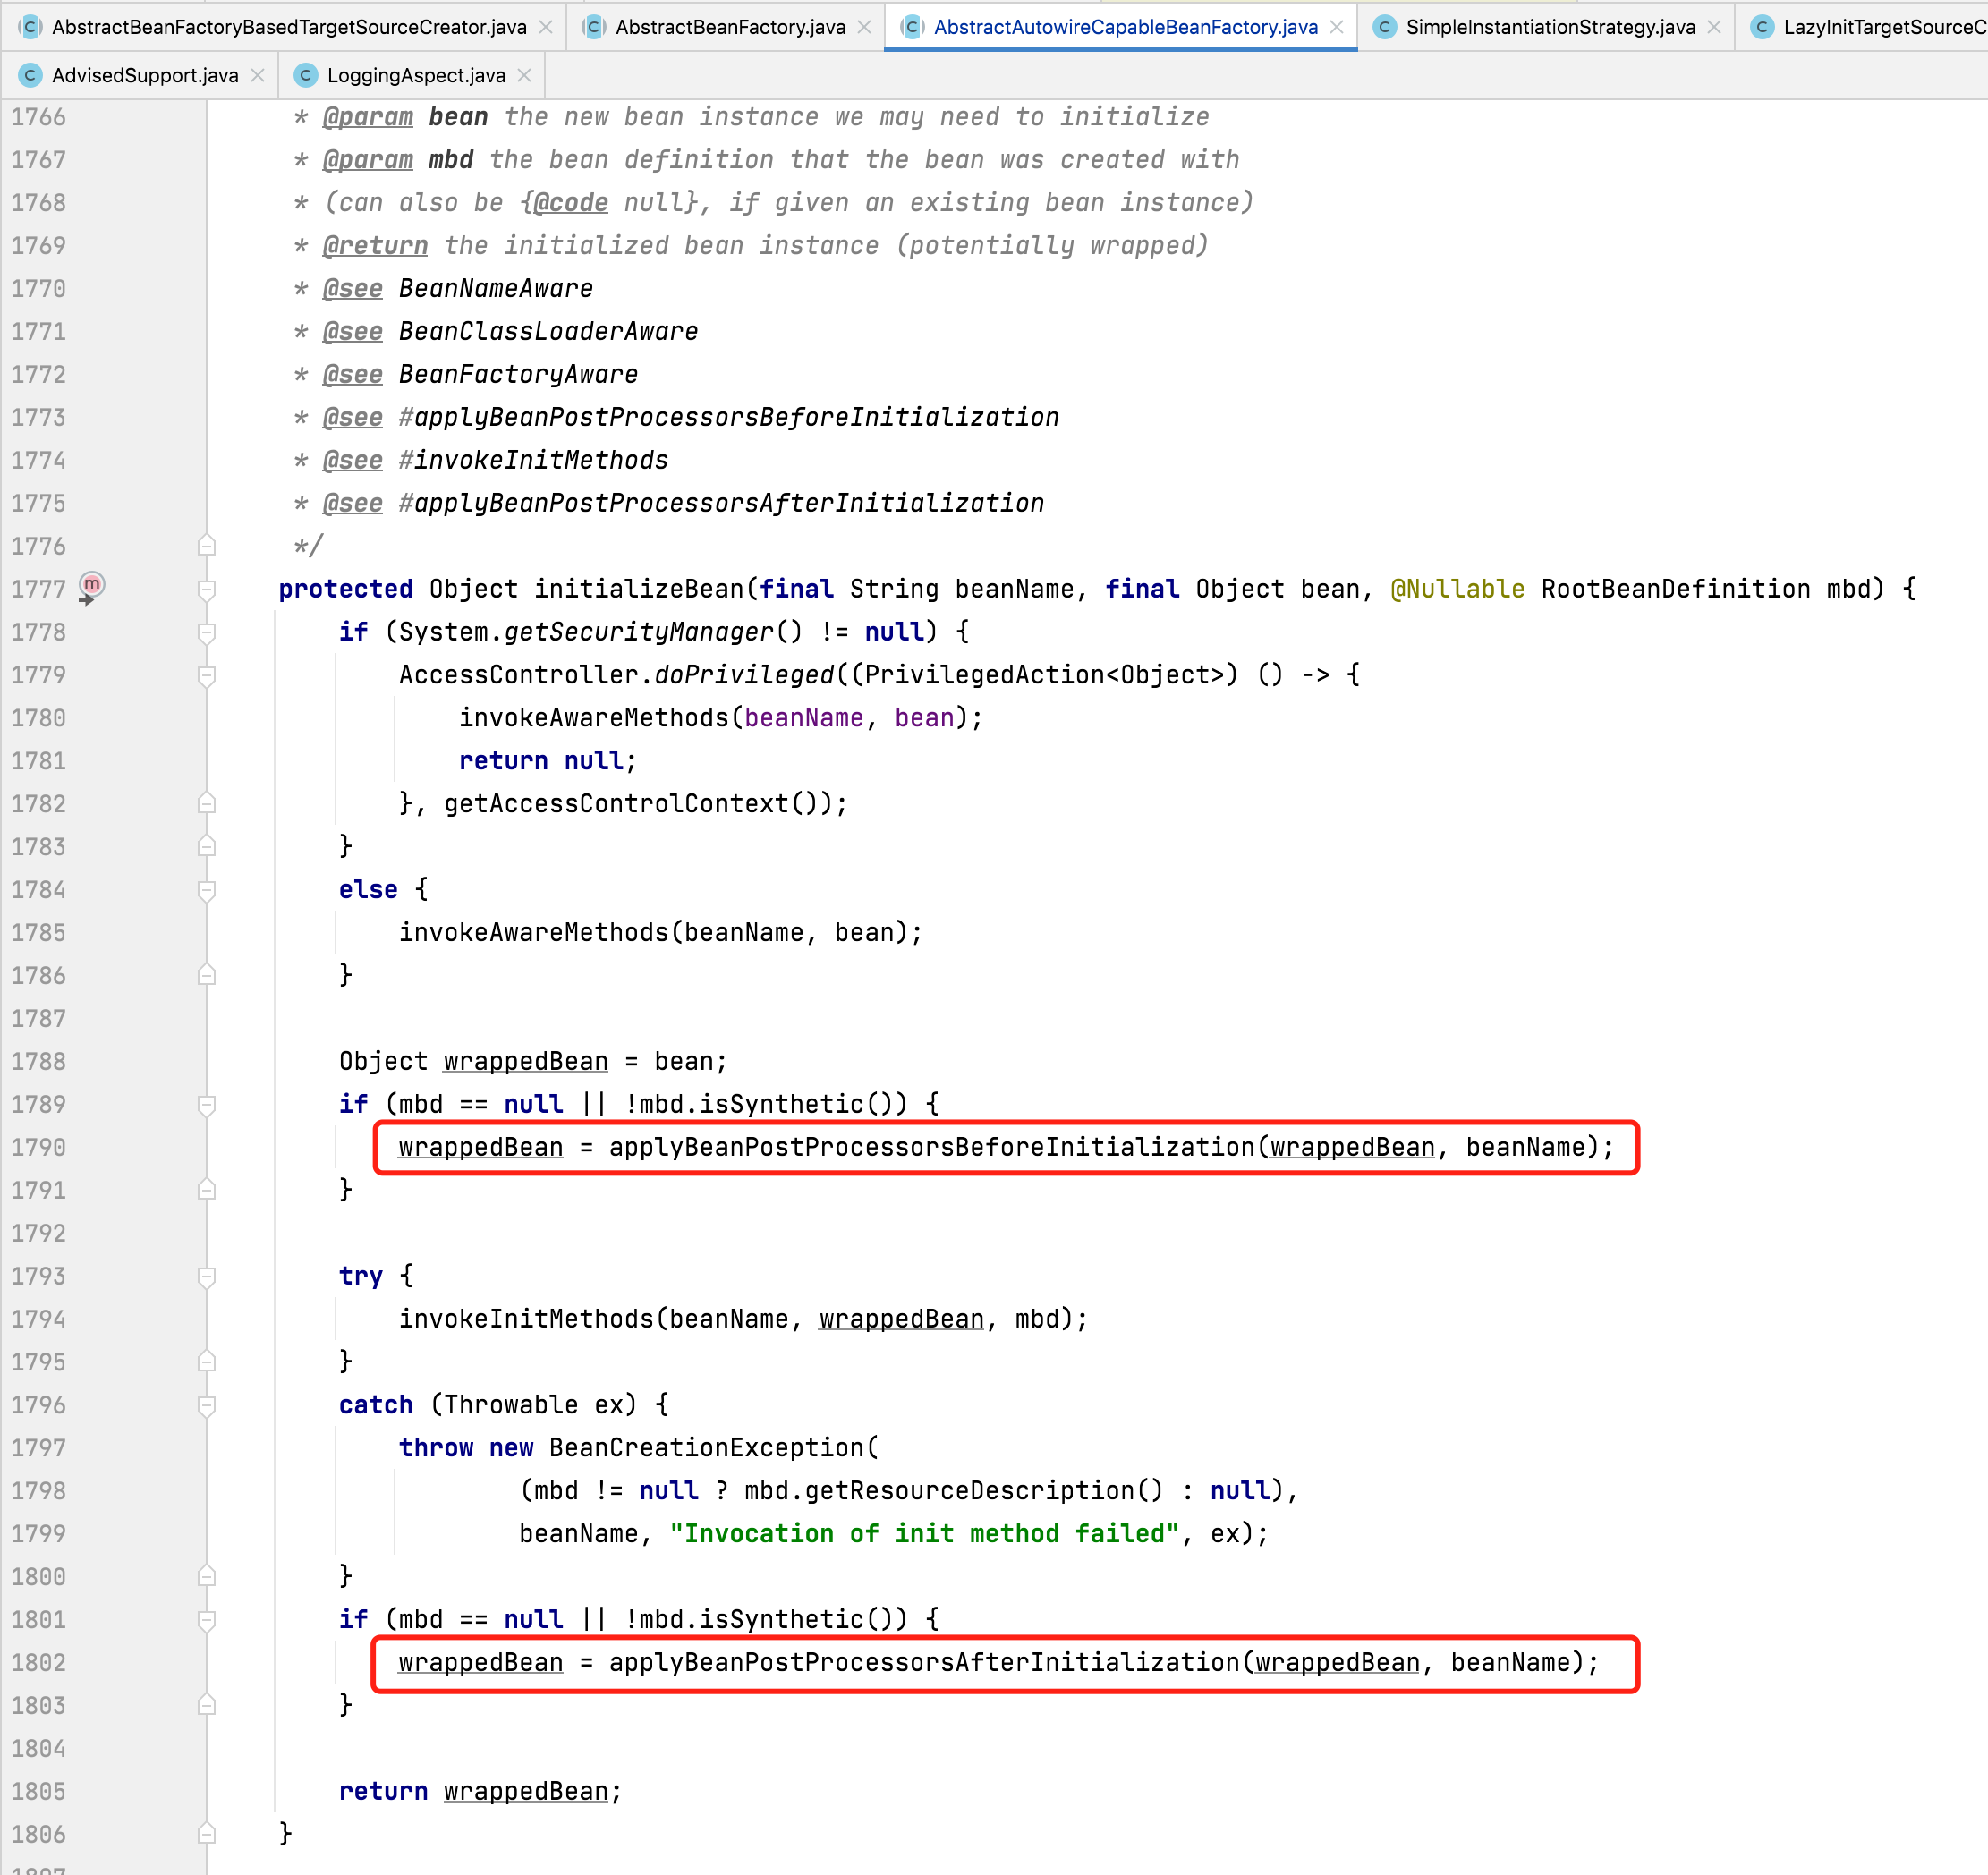 AbstractBeanFactoryBasedTargetSourceCreator.java AbstractBeanFactory.java AbstractAutowireCapableBeanFactory.java SimpleInstantiationStrategy.java LazyInitTargetSourceC
AdvisedSupport.java LoggingAspect.java
1766 * @param bean the new bean instance we may need to initialize
1767 * @param mbd the bean definition that the bean was created with
1768 * (can also be {@code null}, if given an existing bean instance)
1769 * @return the initialized bean instance (potentially wrapped)
1770 * @see BeanNameAware
1771 * @see BeanClassLoaderAware
1772 * @see BeanFactoryAware
1773 * @see #applyBeanPostProcessorsBeforeInitialization
1774 * @see #invokeInitMethods
1775 * @see #applyBeanPostProcessorsAfterInitialization
1776 */
1777 protected Object initializeBean(final String beanName, final Object bean, @Nullable RootBeanDefinition mbd) {
1778 if (System.getSecurityManager() != null) {
1779 AccessController.doPrivileged((PrivilegedAction<Object>) () -> {
1780 invokeAwareMethods(beanName, bean);
1781 return null;
1782 }, getAccessControlContext());
1783 }
1784 else {
1785 invokeAwareMethods(beanName, bean);
1786 }
1787
1788 Object wrappedBean = bean;
1789 if (mbd == null || !mbd.isSynthetic()) {
1790 wrappedBean = applyBeanPostProcessorsBeforeInitialization(wrappedBean, beanName);
1791 }
1792
1793 try {
1794 invokeInitMethods(beanName, wrappedBean, mbd);
1795 }
1796 catch (Throwable ex) {
1797 throw new BeanCreationException(
1798 (mbd != null ? mbd.getResourceDescription() : null),
1799 beanName, "Invocation of init method failed", ex);
1800 }
1801 if (mbd == null || !mbd.isSynthetic()) {
1802 wrappedBean = applyBeanPostProcessorsAfterInitialization(wrappedBean, beanName);
1803 }
1804
1805 return wrappedBean;
1806 }